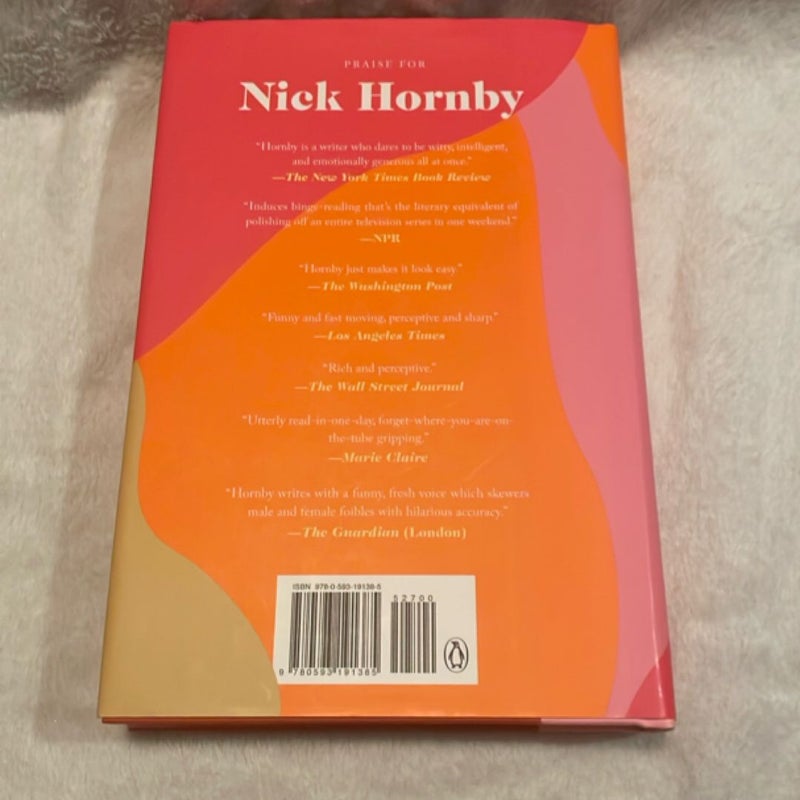 PRAISE FOR
Nick Hornby
“Hornby is a writer who dares to be witty, intelligent,
and emotionally generous all at once.”
—The New York Times Book Review
“Induces binge-reading that’s the literary equivalent of
polishing off an entire television series in one weekend.”
—NPR
“Hornby just makes it look easy.”
—The Washington Post
“Funny and fast moving, perceptive and sharp.”
—Los Angeles Times
“Rich and perceptive.”
—The Wall Street Journal
“Utterly read-in-one-day, forget-where-you-are-on-
the-tube gripping.”
—Marie Claire
“Hornby writes with a funny, fresh voice which skewers
male and female foibles with hilarious accuracy.”
—The Guardian (London)
ISBN 978-0-593-19138-5
52700
9 780593 191385